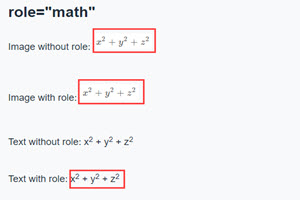 role="math"
Image without role: x² + y² + z²
Image with role: x² + y² + z²
Text without role: x² + y² + z²
Text with role: x² + y² + z²